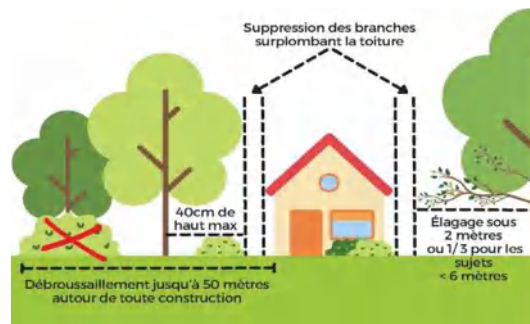 Suppression des branches
surplombant la toiture
40cm de
haut max
Élagage sous
2 mètres
ou 1/3 pour les
sujets
< 6 mètres
Débroussaillement jusqu'à 50 mètres
autour de toute construction